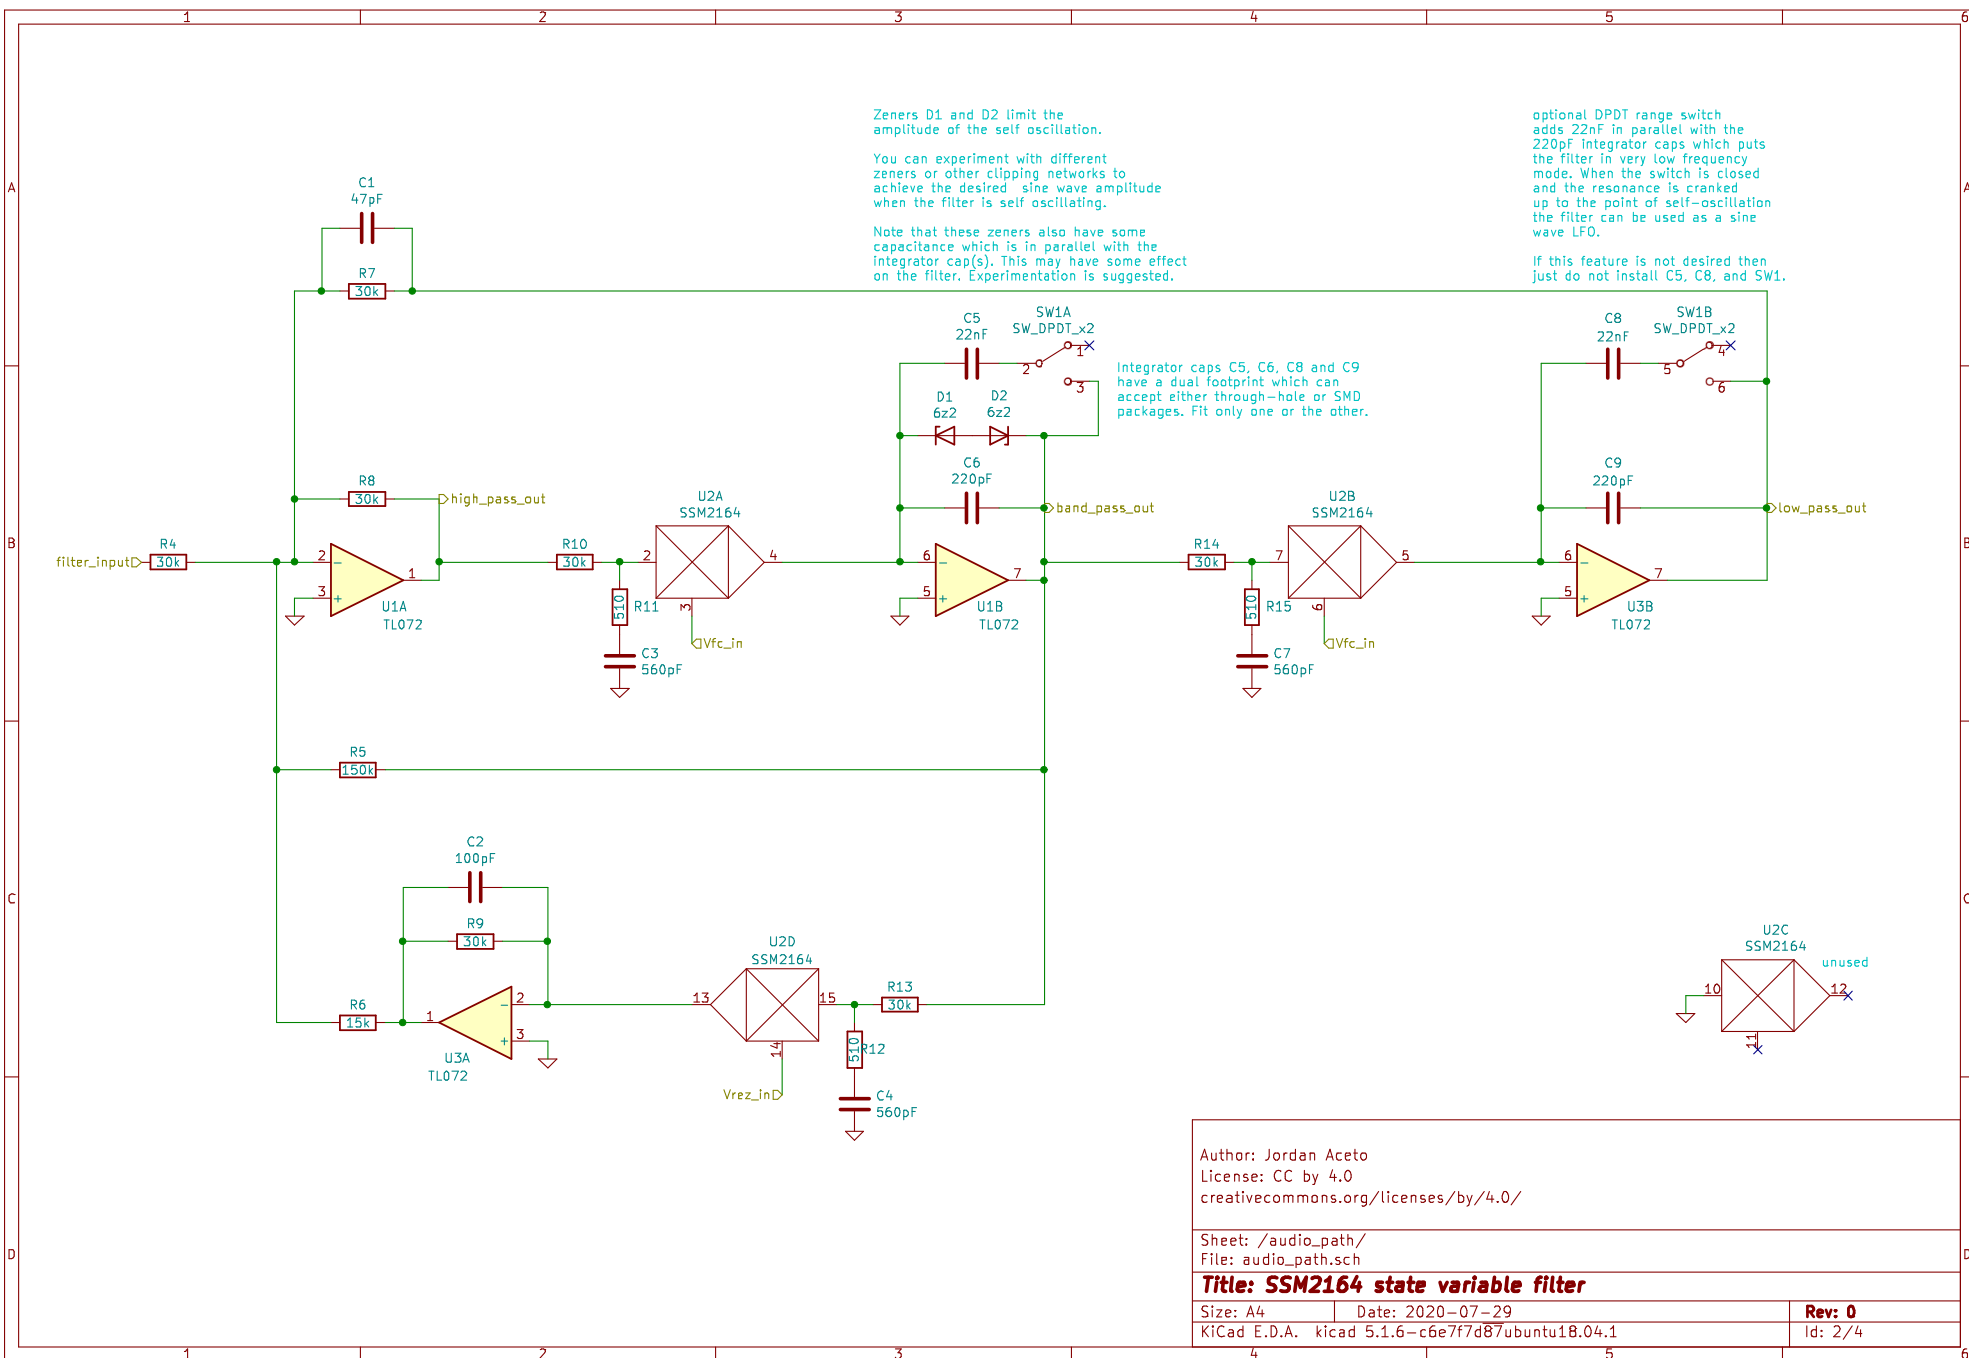 1 2 3 4 5 6
Zeners D1 and D2 limit the
amplitude of the self oscillation.
You can experiment with different
zeners or other clipping networks to
achieve the desired  sine wave amplitude
when the filter is self oscillating.
Note that these zeners also have some
capacitance which is in parallel with the
integrator cap(s). This may have some effect
on the filter. Experimentation is suggested.
optional DPDT range switch
adds 22nF in parallel with the
220pF integrator caps which puts
the filter in very low frequency
mode. When the switch is closed
and the resonance is cranked
up to the point of self-oscillation
the filter can be used as a sine
wave LFO.
If this feature is not desired then
just do not install C5, C8, and SW1.
A
A
C1
47pF
R7
30k
C5
22nF
SW1A
SW_DPDT_x2
1
2
3
C8
22nF
SW1B
SW_DPDT_x2
4
5
6
Integrator caps C5, C6, C8 and C9
have a dual footprint which can
accept either through-hole or SMD
packages. Fit only one or the other.
D1
6z2
D2
6z2
C6
220pF
C9
220pF
R8
30k
high_pass_out
U2A
SSM2164
band_pass_out
U2B
SSM2164
low_pass_out
B
B
filter_input
R4
30k
2
3
1
U1A
TL072
R10
30k
2
4
3
510
R11
Vfc_in
C3
560pF
6
5
7
U1B
TL072
R14
30k
7
5
6
510
R15
Vfc_in
C7
560pF
6
5
7
U3B
TL072
R5
150k
C2
100pF
R9
30k
C
C
R6
15k
1
2
3
U3A
TL072
U2D
SSM2164
13
15
14
Vrez_in
R13
30k
510
R12
C4
560pF
U2C
SSM2164
unused
10
12
11
Author: Jordan Aceto
License: CC by 4.0
creativecommons.org/licenses/by/4.0/
Sheet: /audio_path/
File: audio_path.sch
Title: SSM2164 state variable filter
Size: A4 Date: 2020-07-29 Rev: 0
KiCad E.D.A.  kicad 5.1.6-c6e7f7d87ubuntu18.04.1 Id: 2/4
D
D
1 2 3 4 5 6